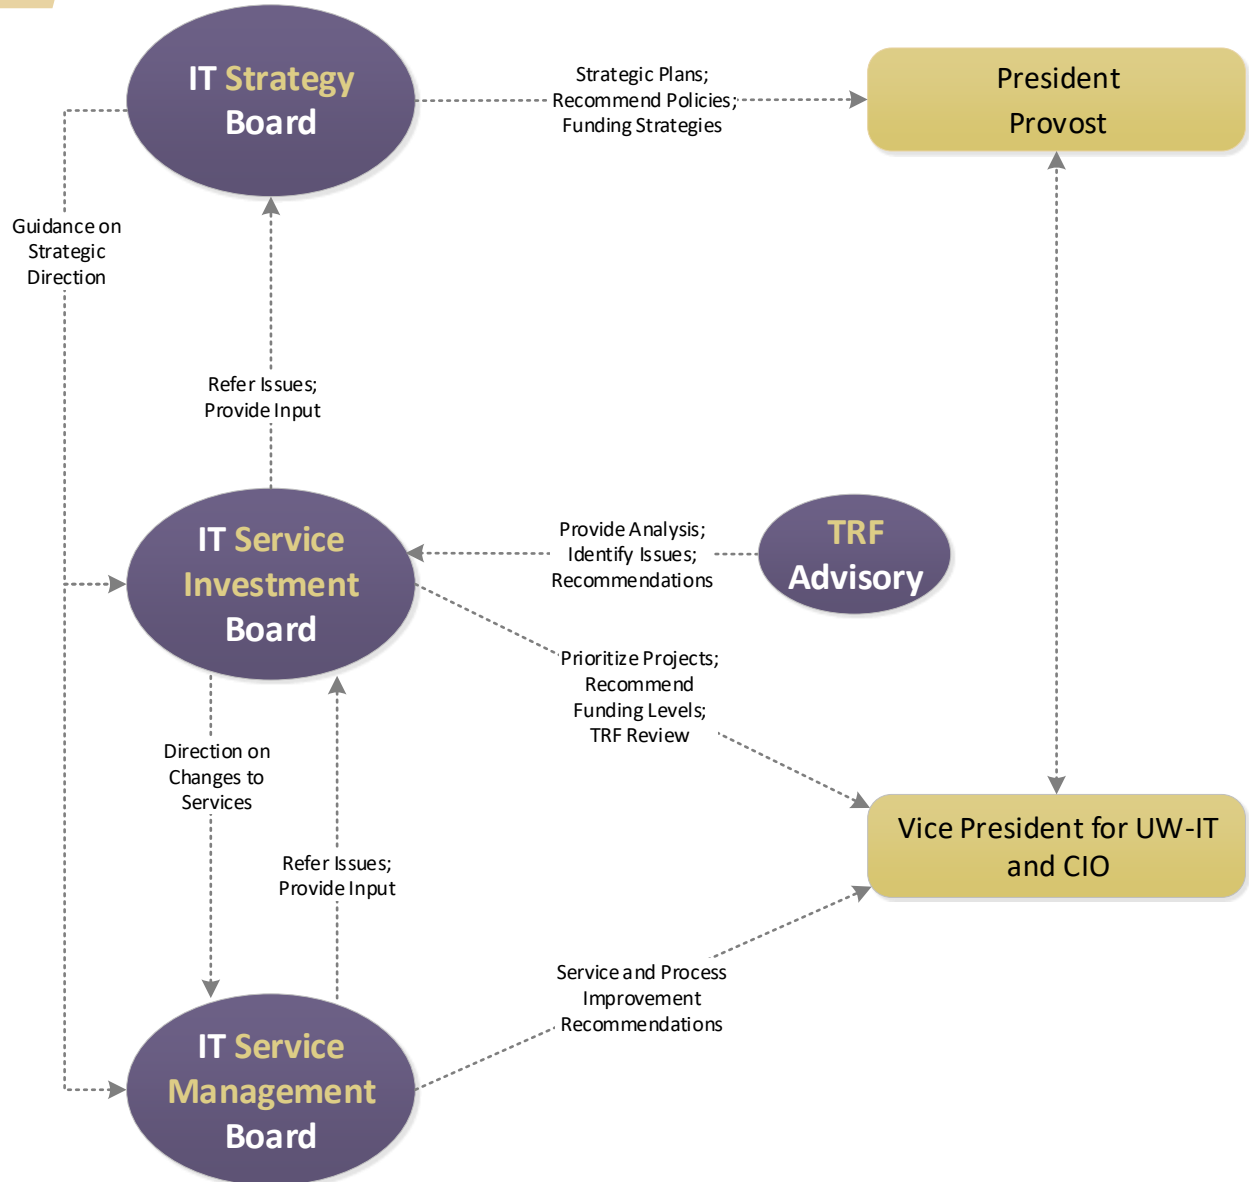 IT Strategy
Board
Strategic Plans;
Recommend Policies;
Funding Strategies
President
Provost
Guidance on
Strategic
Direction
Refer Issues;
Provide Input
IT Service
Investment
Board
Provide Analysis;
Identify Issues;
Recommendations
TRF
Advisory
Prioritize Projects;
Recommend
Funding Levels;
TRF Review
Direction on
Changes to
Services
Refer Issues;
Provide Input
Vice President for UW-IT
and CIO
Service and Process
Improvement
Recommendations
IT Service
Management
Board